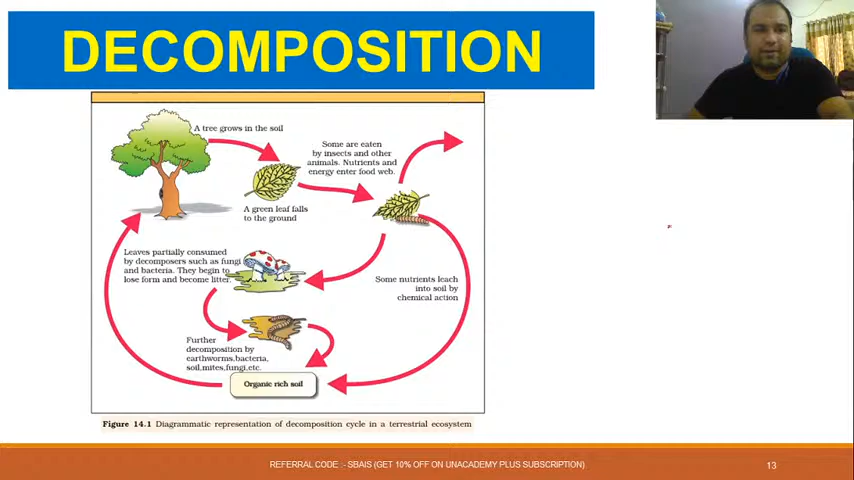 DECOMPOSITION
A tree grows in the soil
Some are eaten
by insects and other
animals. Nutrients and
energy enter food web.
A green leaf falls
to the ground
Leaves partially consumed
by decomposers such as fungi
and bacteria. They begin to
lose form and become litter.
Some nutrients leach
into soil by
chemical action
Further
decomposition by
earthworms,bacteria,
soil,mites,fungi,etc.
Organic rich soil
Figure 14.1 Diagrammatic representation of decomposition cycle in a terrestrial ecosystem
REFERRAL CODE :- SBAIS (GET 10% OFF ON UNACADEMY PLUS SUBSCRIPTION)
13